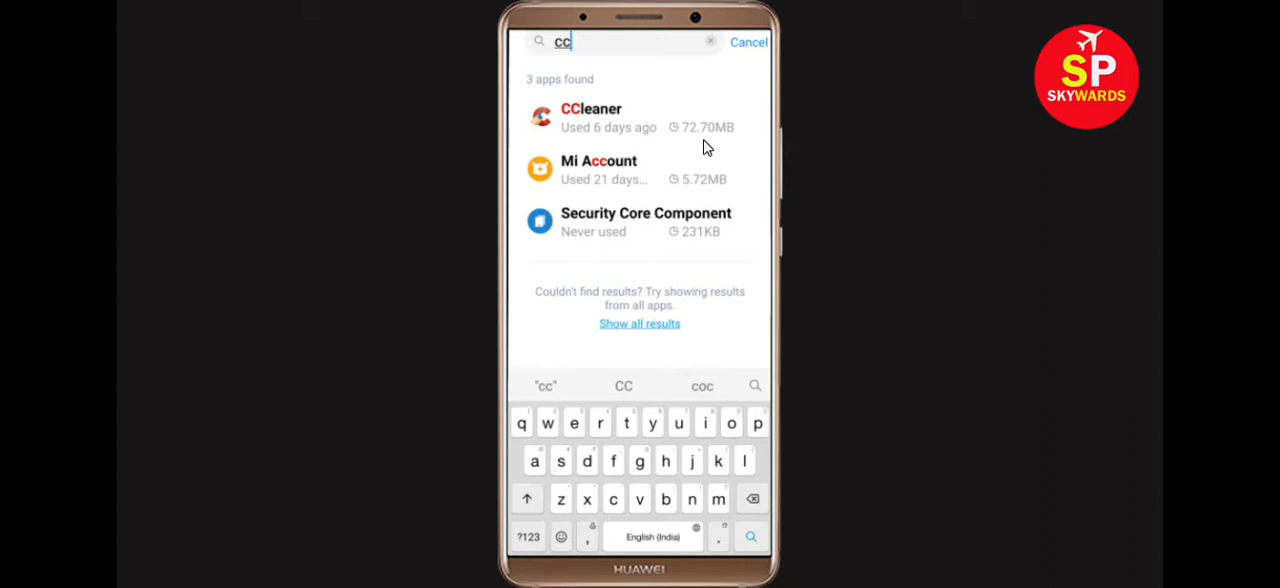 cc
Cancel
SP
SKYWARDS
3 apps found
CCleaner
Used 6 days ago 72.70MB
Mi Account
Used 21 days... 5.72MB
Security Core Component
Never used 231KB
Couldn't find results? Try showing results
from all apps.
Show all results
"cc" CC coc
q w e r t y u i o p
a s d f g h j k l
z x c v b n m
?123 , English (India) .
HUAWEI